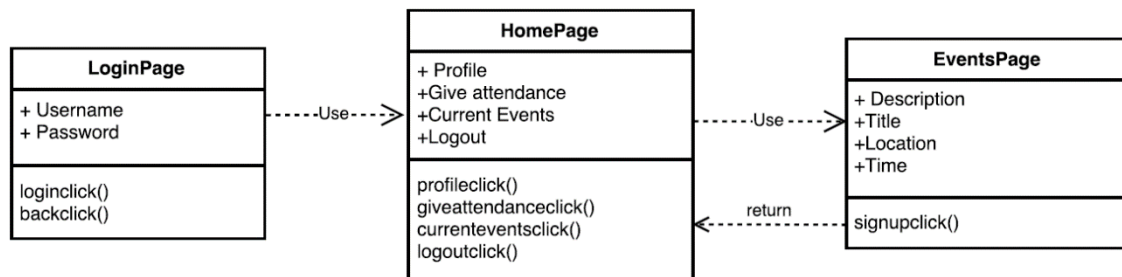 LoginPage
+ Username
+ Password
loginclick()
backclick()
Use
HomePage
+ Profile
+Give attendance
+Current Events
+Logout
profileclick()
giveattendanceclick()
currenteventsclick()
logoutclick()
Use
return
EventsPage
+ Description
+Title
+Location
+Time
signupclick()